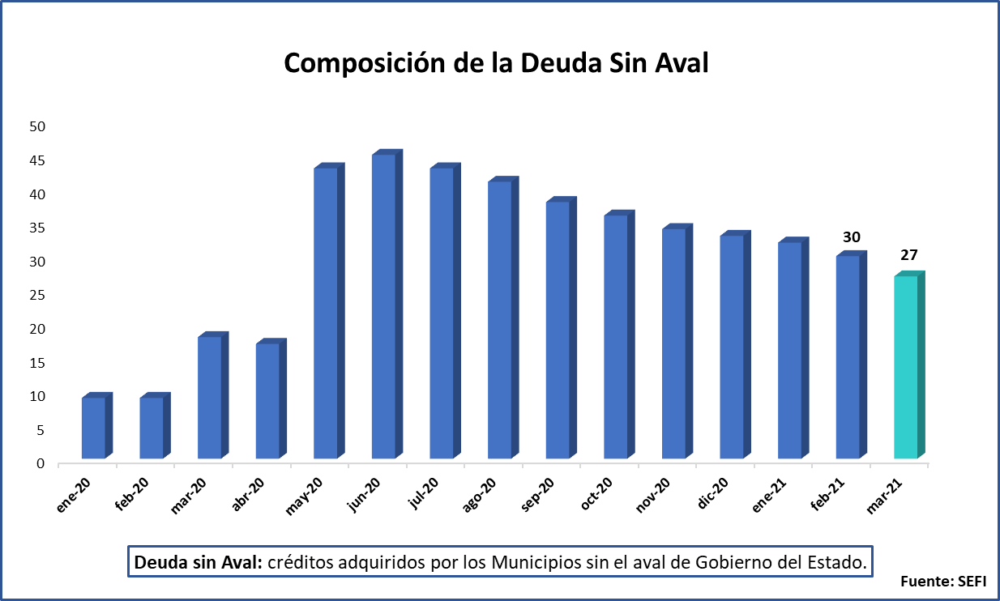 Composición de la Deuda Sin Aval
50
45
40
35
30
25
20
15
10
5
0
30
27
ene-20
feb-20
mar-20
abr-20
may-20
jun-20
jul-20
ago-20
sep-20
oct-20
nov-20
dic-20
ene-21
feb-21
mar-21
Deuda sin Aval: créditos adquiridos por los Municipios sin el aval de Gobierno del Estado.
Fuente: SEFI